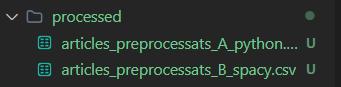 processed
articles_preprocessats_A_python.... U
articles_preprocessats_B_spacy.csv U